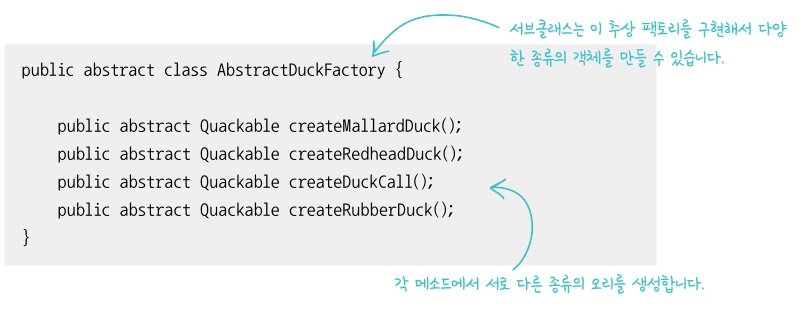 서브클래스는 이 추상 팩토리를 구현해서 다양
한 종류의 객체를 만들 수 있습니다.
public abstract class AbstractDuckFactory {
public abstract Quackable createMallardDuck();
public abstract Quackable createRedheadDuck();
public abstract Quackable createDuckCall();
public abstract Quackable createRubberDuck();
}
각 메소드에서 서로 다른 종류의 오리를 생성합니다.